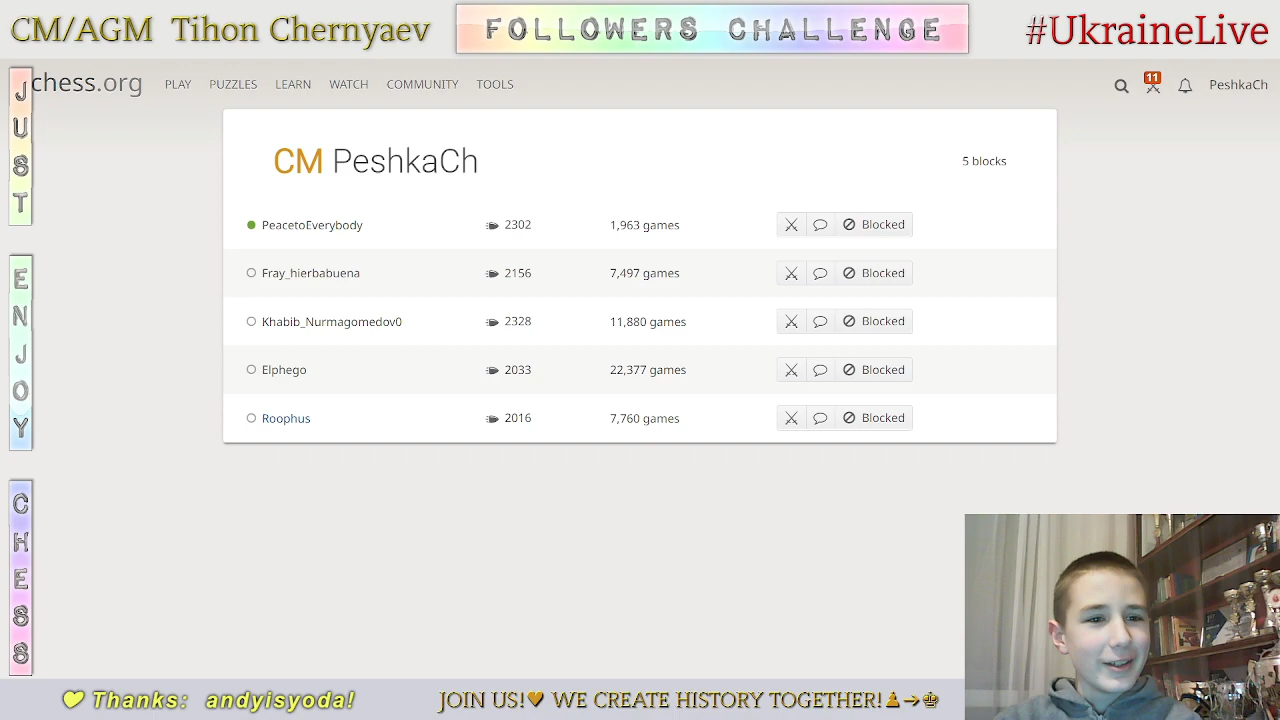 CM/AGM Tihon Chernyaev
FOLLOWERS CHALLENGE
#UkraineLive
JUST
ENJOY
CHESS
chess.org
PLAY PUZZLES LEARN WATCH COMMUNITY TOOLS
11
PeshkaCh
CM PeshkaCh
5 blocks
PeacetoEverybody 2302 1,963 games Blocked
Fray_hierbabuena 2156 7,497 games Blocked
Khabib_Nurmagomedov0 2328 11,880 games Blocked
Elphego 2033 22,377 games Blocked
Roophus 2016 7,760 games Blocked
Thanks: andyisyoda!
JOIN US! WE CREATE HISTORY TOGETHER!